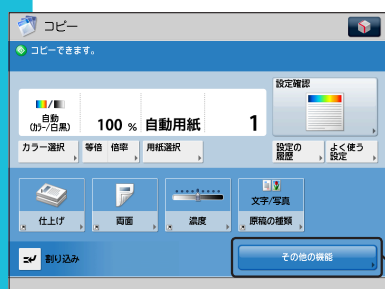 コピー
コピーできます。
設定確認
自動
(カラー/白黒)
100 % 自動用紙 1
カラー選択 等倍 倍率 用紙選択
設定の
履歴
よく使う
設定
文字/写真
仕上げ 両面 濃度 原稿の種類
割り込み
その他の機能